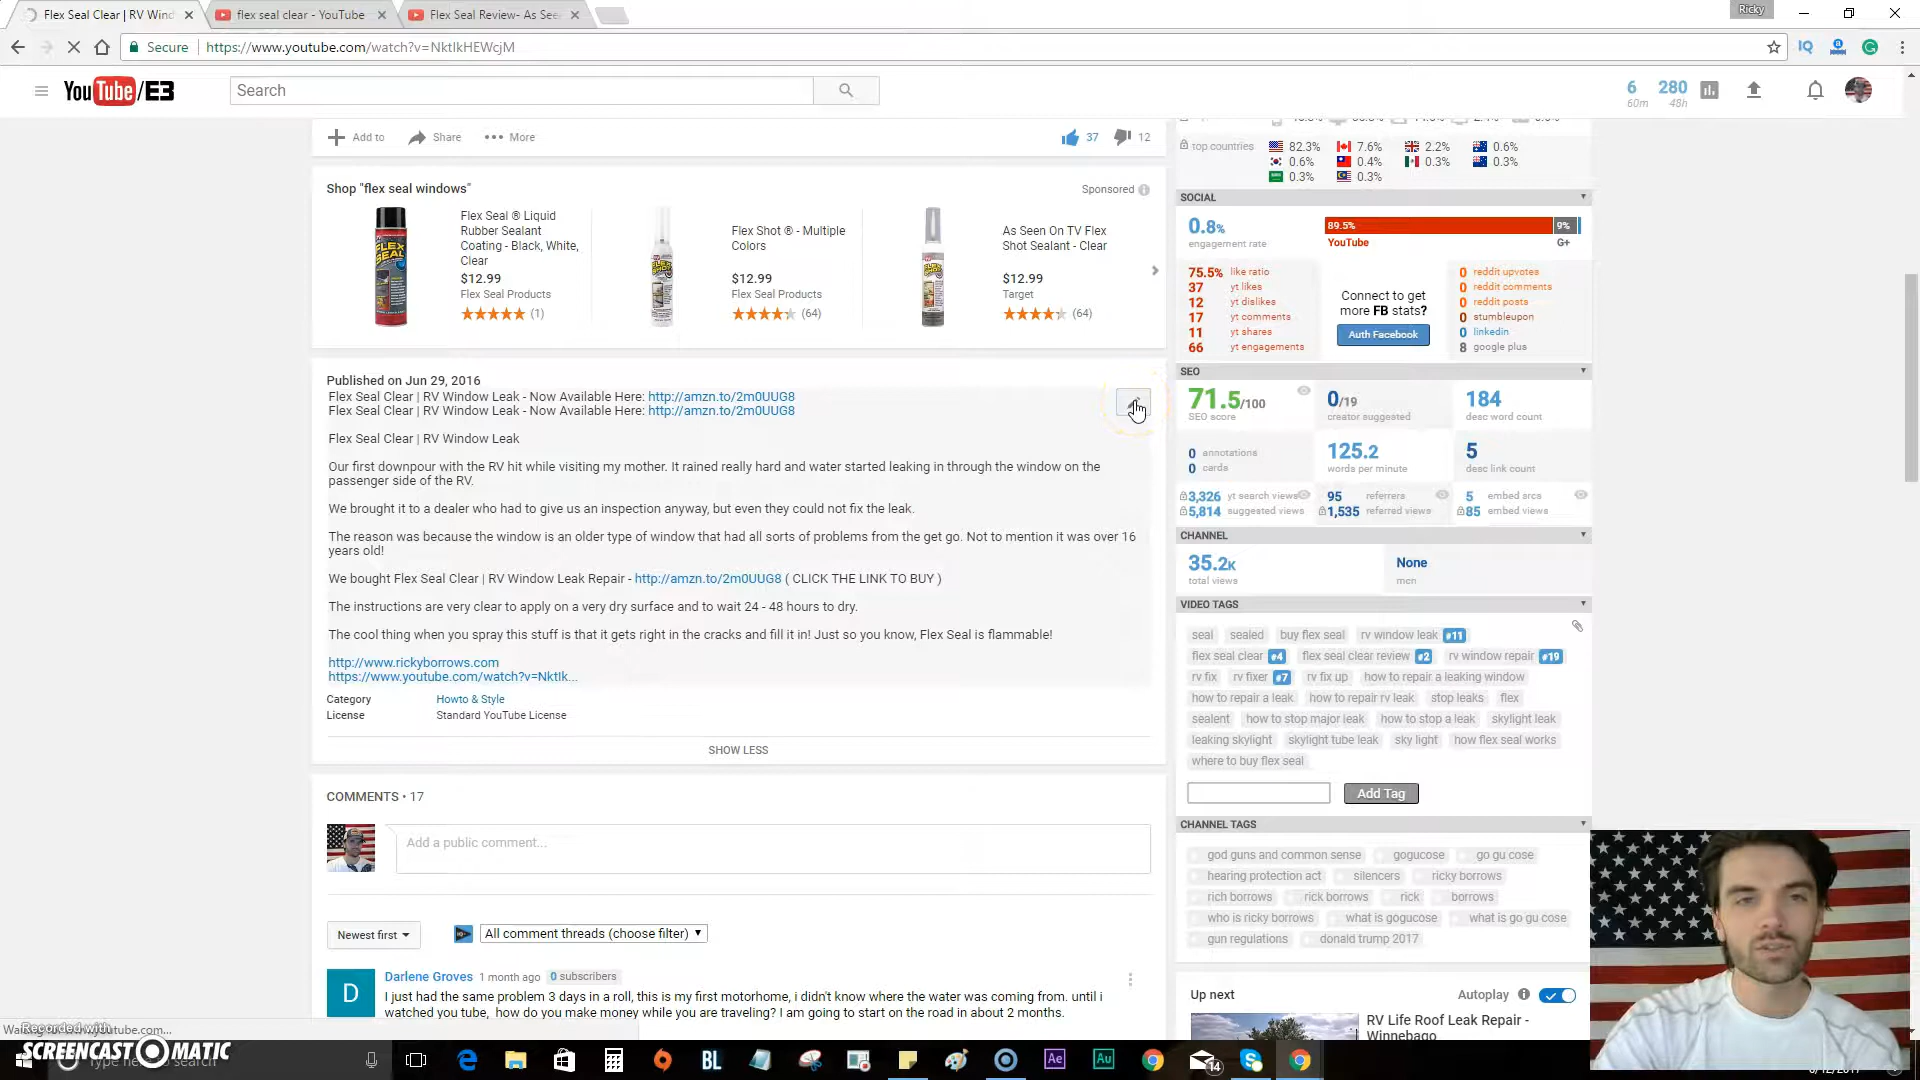 Flex Seal Clear | RV Wind
flex seal clear - YouTube
Flex Seal Review- As See
Ricky
Secure
https://www.youtube.com/watch?v=NktIkHEWcjM
IQ
YouTube/E3
Search
6 280
60m 48h
Add to
Share
More
37
12
top countries
82.3% 7.6% 2.2% 0.6%
0.6% 0.4% 0.3% 0.3%
0.3% 0.3%
Shop "flex seal windows"
Sponsored
Flex Seal ® Liquid
Rubber Sealant
Coating - Black, White,
Clear
$12.99
Flex Seal Products
(1)
Flex Shot ® - Multiple
Colors
$12.99
Flex Seal Products
(64)
As Seen On TV Flex
Shot Sealant - Clear
$12.99
Target
(64)
SOCIAL
0.8%
engagement rate
89.5%
9%
YouTube
G+
75.5% like ratio
37 yt likes
12 yt dislikes
17 yt comments
11 yt shares
66 yt engagements
Connect to get
more FB stats?
Auth Facebook
0 reddit upvotes
0 reddit comments
0 reddit posts
0 stumbleupon
0 linkedin
8 google plus
Published on Jun 29, 2016
Flex Seal Clear | RV Window Leak - Now Available Here: http://amzn.to/2m0UUG8
Flex Seal Clear | RV Window Leak - Now Available Here: http://amzn.to/2m0UUG8
Flex Seal Clear | RV Window Leak
Our first downpour with the RV hit while visiting my mother. It rained really hard and water started leaking in through the window on the
passenger side of the RV.
We brought it to a dealer who had to give us an inspection anyway, but even they could not fix the leak.
The reason was because the window is an older type of window that had all sorts of problems from the get go. Not to mention it was over 16
years old!
We bought Flex Seal Clear | RV Window Leak Repair - http://amzn.to/2m0UUG8 ( CLICK THE LINK TO BUY )
The instructions are very clear to apply on a very dry surface and to wait 24 - 48 hours to dry.
The cool thing when you spray this stuff is that it gets right in the cracks and fill it in! Just so you know, Flex Seal is flammable!
http://www.rickyborrows.com
https://www.youtube.com/watch?v=NktIk...
Category Howto & Style
License Standard YouTube License
SHOW LESS
SEO
71.5/100
SEO score
0/19
creator suggested
184
desc word count
0 annotations
0 cards
125.2
words per minute
5
desc link count
3,326 yt search views
5,814 suggested views
95 referrers
1,535 referred views
5 embed srcs
85 embed views
CHANNEL
35.2K
total views
None
mcn
VIDEO TAGS
seal sealed buy flex seal rv window leak #11
flex seal clear #4 flex seal clear review #2 rv window repair #19
rv fix rv fixer #7 rv fix up how to repair a leaking window
how to repair a leak how to repair rv leak stop leaks flex
sealent how to stop major leak how to stop a leak skylight leak
leaking skylight skylight tube leak sky light how flex seal works
where to buy flex seal
Add Tag
CHANNEL TAGS
god guns and common sense gogucose go gu cose
hearing protection act silencers ricky borrows
rich borrows rick borrows rick borrows
who is ricky borrows what is gogucose what is go gu cose
gun regulations donald trump 2017
COMMENTS • 17
Add a public comment...
Newest first
All comment threads (choose filter)
D
Darlene Groves 1 month ago 0 subscribers
I just had the same problem 3 days in a roll, this is my first motorhome, i didn't know where the water was coming from. until i
watched you tube, how do you make money while you are traveling? I am going to start on the road in about 2 months.
Up next
Autoplay
RV Life Roof Leak Repair -
Winnebago
Recorded with
SCREENCAST MATIC
BL
Ae
Au
14